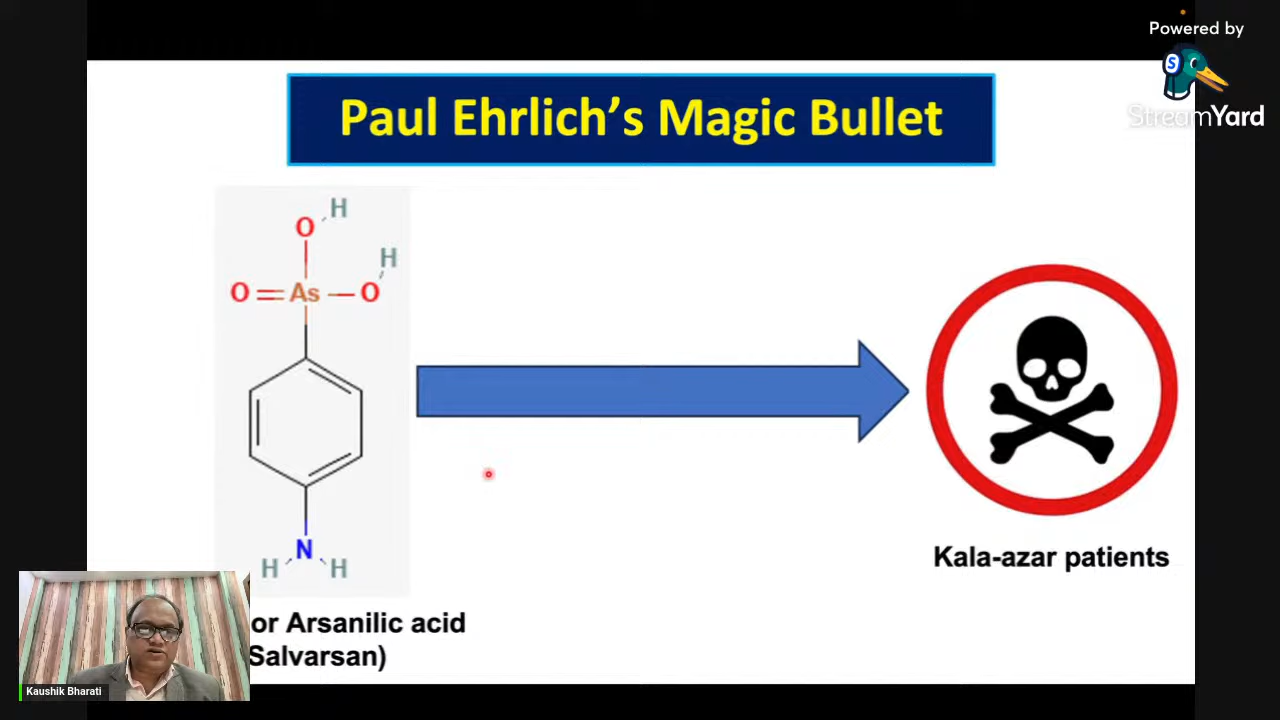 Powered by
S
StreamYard
Paul Ehrlich's Magic Bullet
H
O
H
O
As
O
N
H
H
Kala-azar patients
or Arsanilic acid
Salvarsan)
Kaushik Bharati